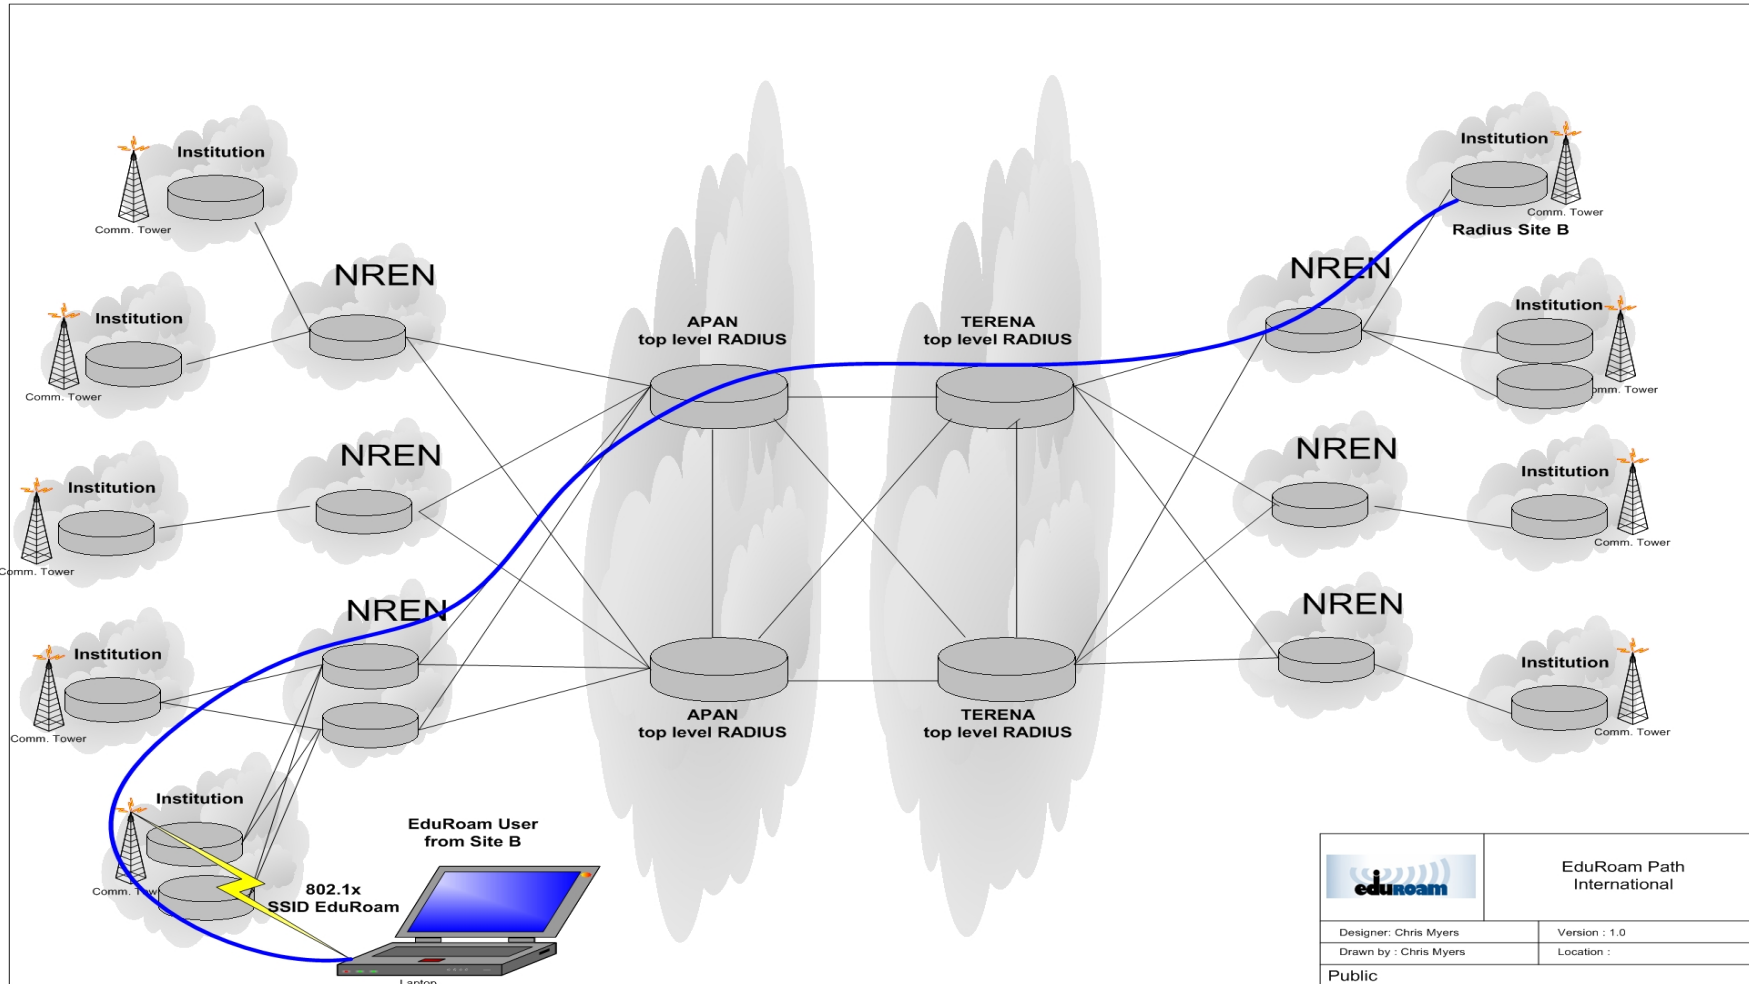 Institution
Comm. Tower
Institution
Comm. Tower
Institution
Comm. Tower
Institution
Comm. Tower
Institution
Comm. Tow
NREN
NREN
NREN
APAN
top level RADIUS
TERENA
top level RADIUS
APAN
top level RADIUS
TERENA
top level RADIUS
NREN
NREN
NREN
Institution
Comm. Tower
Radius Site B
Institution
omm. Tower
Institution
Comm. Tower
Institution
Comm. Tower
EduRoam User
from Site B
802.1x
SSID EduRoam
Laptop
eduroam
EduRoam Path
International
Designer: Chris Myers
Version : 1.0
Drawn by : Chris Myers
Location :
Public